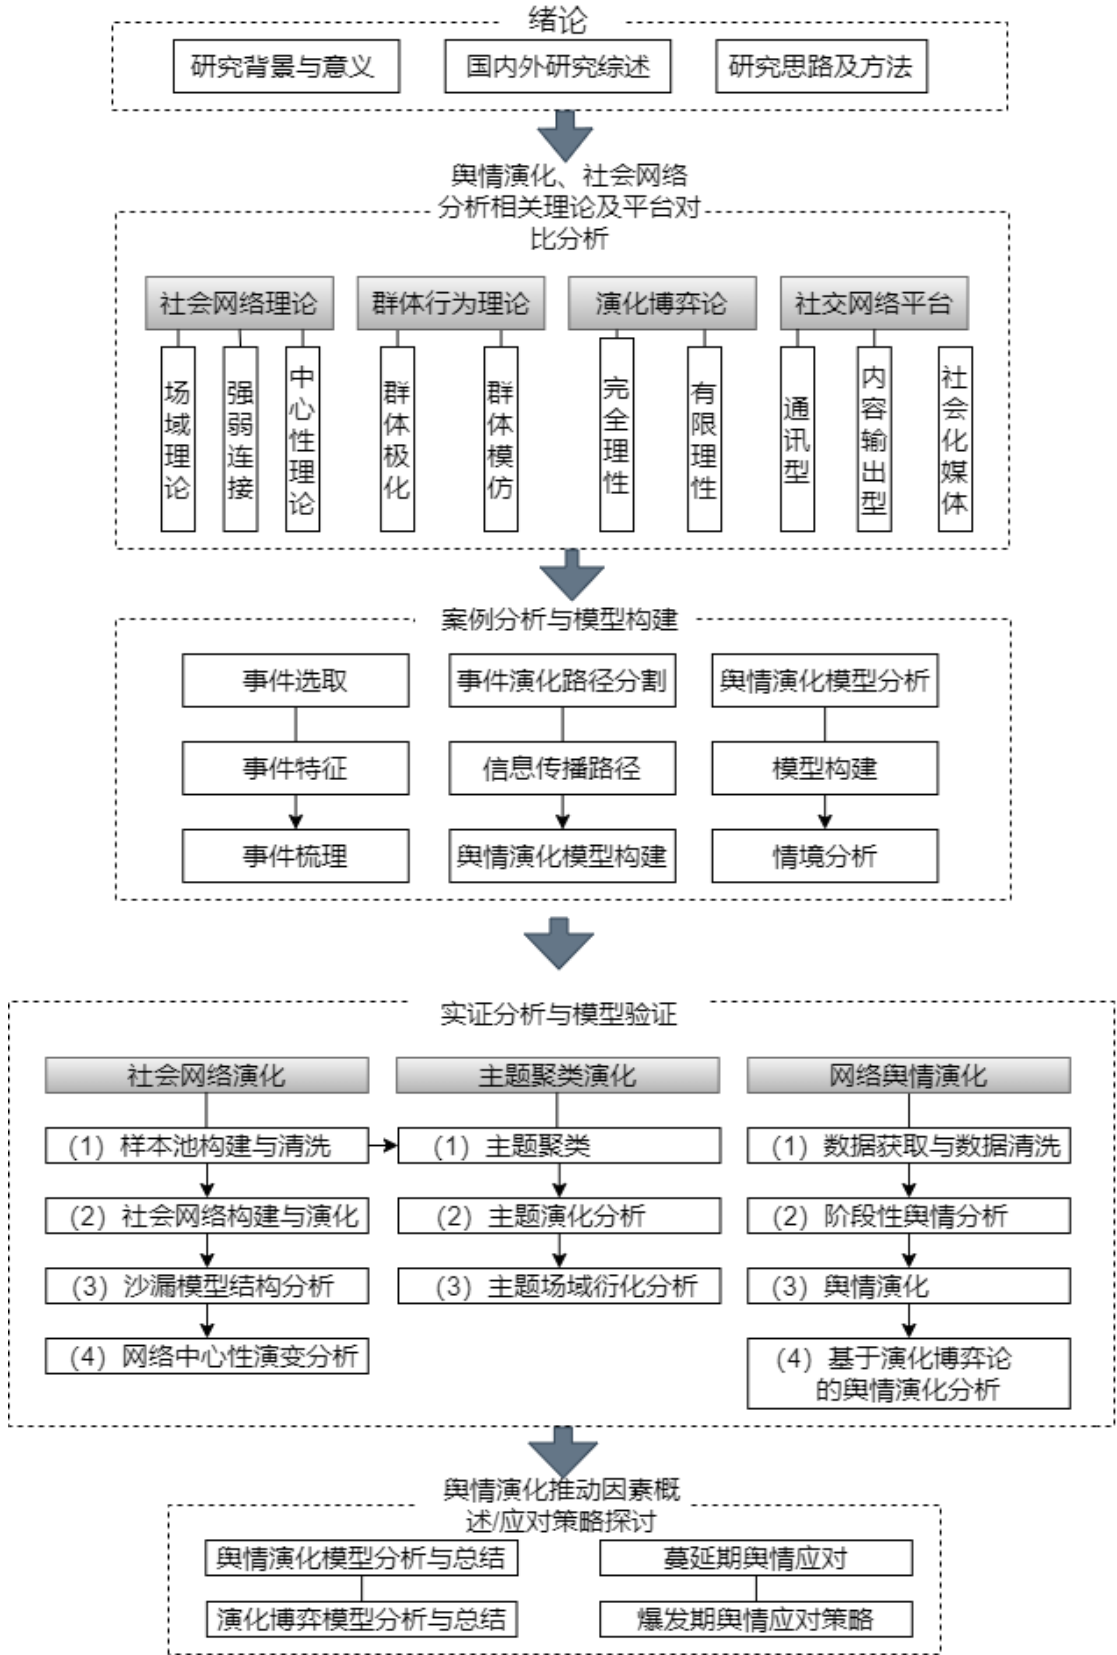 绪论
研究背景与意义
国内外研究综述
研究思路及方法
舆情演化、社会网络
分析相关理论及平台对
比分析
社会网络理论
群体行为理论
演化博弈论
社交网络平台
场域理论
强弱连接
中心性理论
群体极化
群体模仿
完全理性
有限理性
通讯型
内容输出型
社会化媒体
案例分析与模型构建
事件选取
事件演化路径分割
舆情演化模型分析
事件特征
信息传播路径
模型构建
事件梳理
舆情演化模型构建
情境分析
实证分析与模型验证
社会网络演化
主题聚类演化
网络舆情演化
（1）样本池构建与清洗
（1）主题聚类
（1）数据获取与数据清洗
（2）社会网络构建与演化
（2）主题演化分析
（2）阶段性舆情分析
（3）沙漏模型结构分析
（3）主题场域衍化分析
（3）舆情演化
（4）网络中心性演变分析
（4）基于演化博弈论
的舆情演化分析
舆情演化推动因素概
述/应对策略探讨
舆情演化模型分析与总结
蔓延期舆情应对
演化博弈模型分析与总结
爆发期舆情应对策略